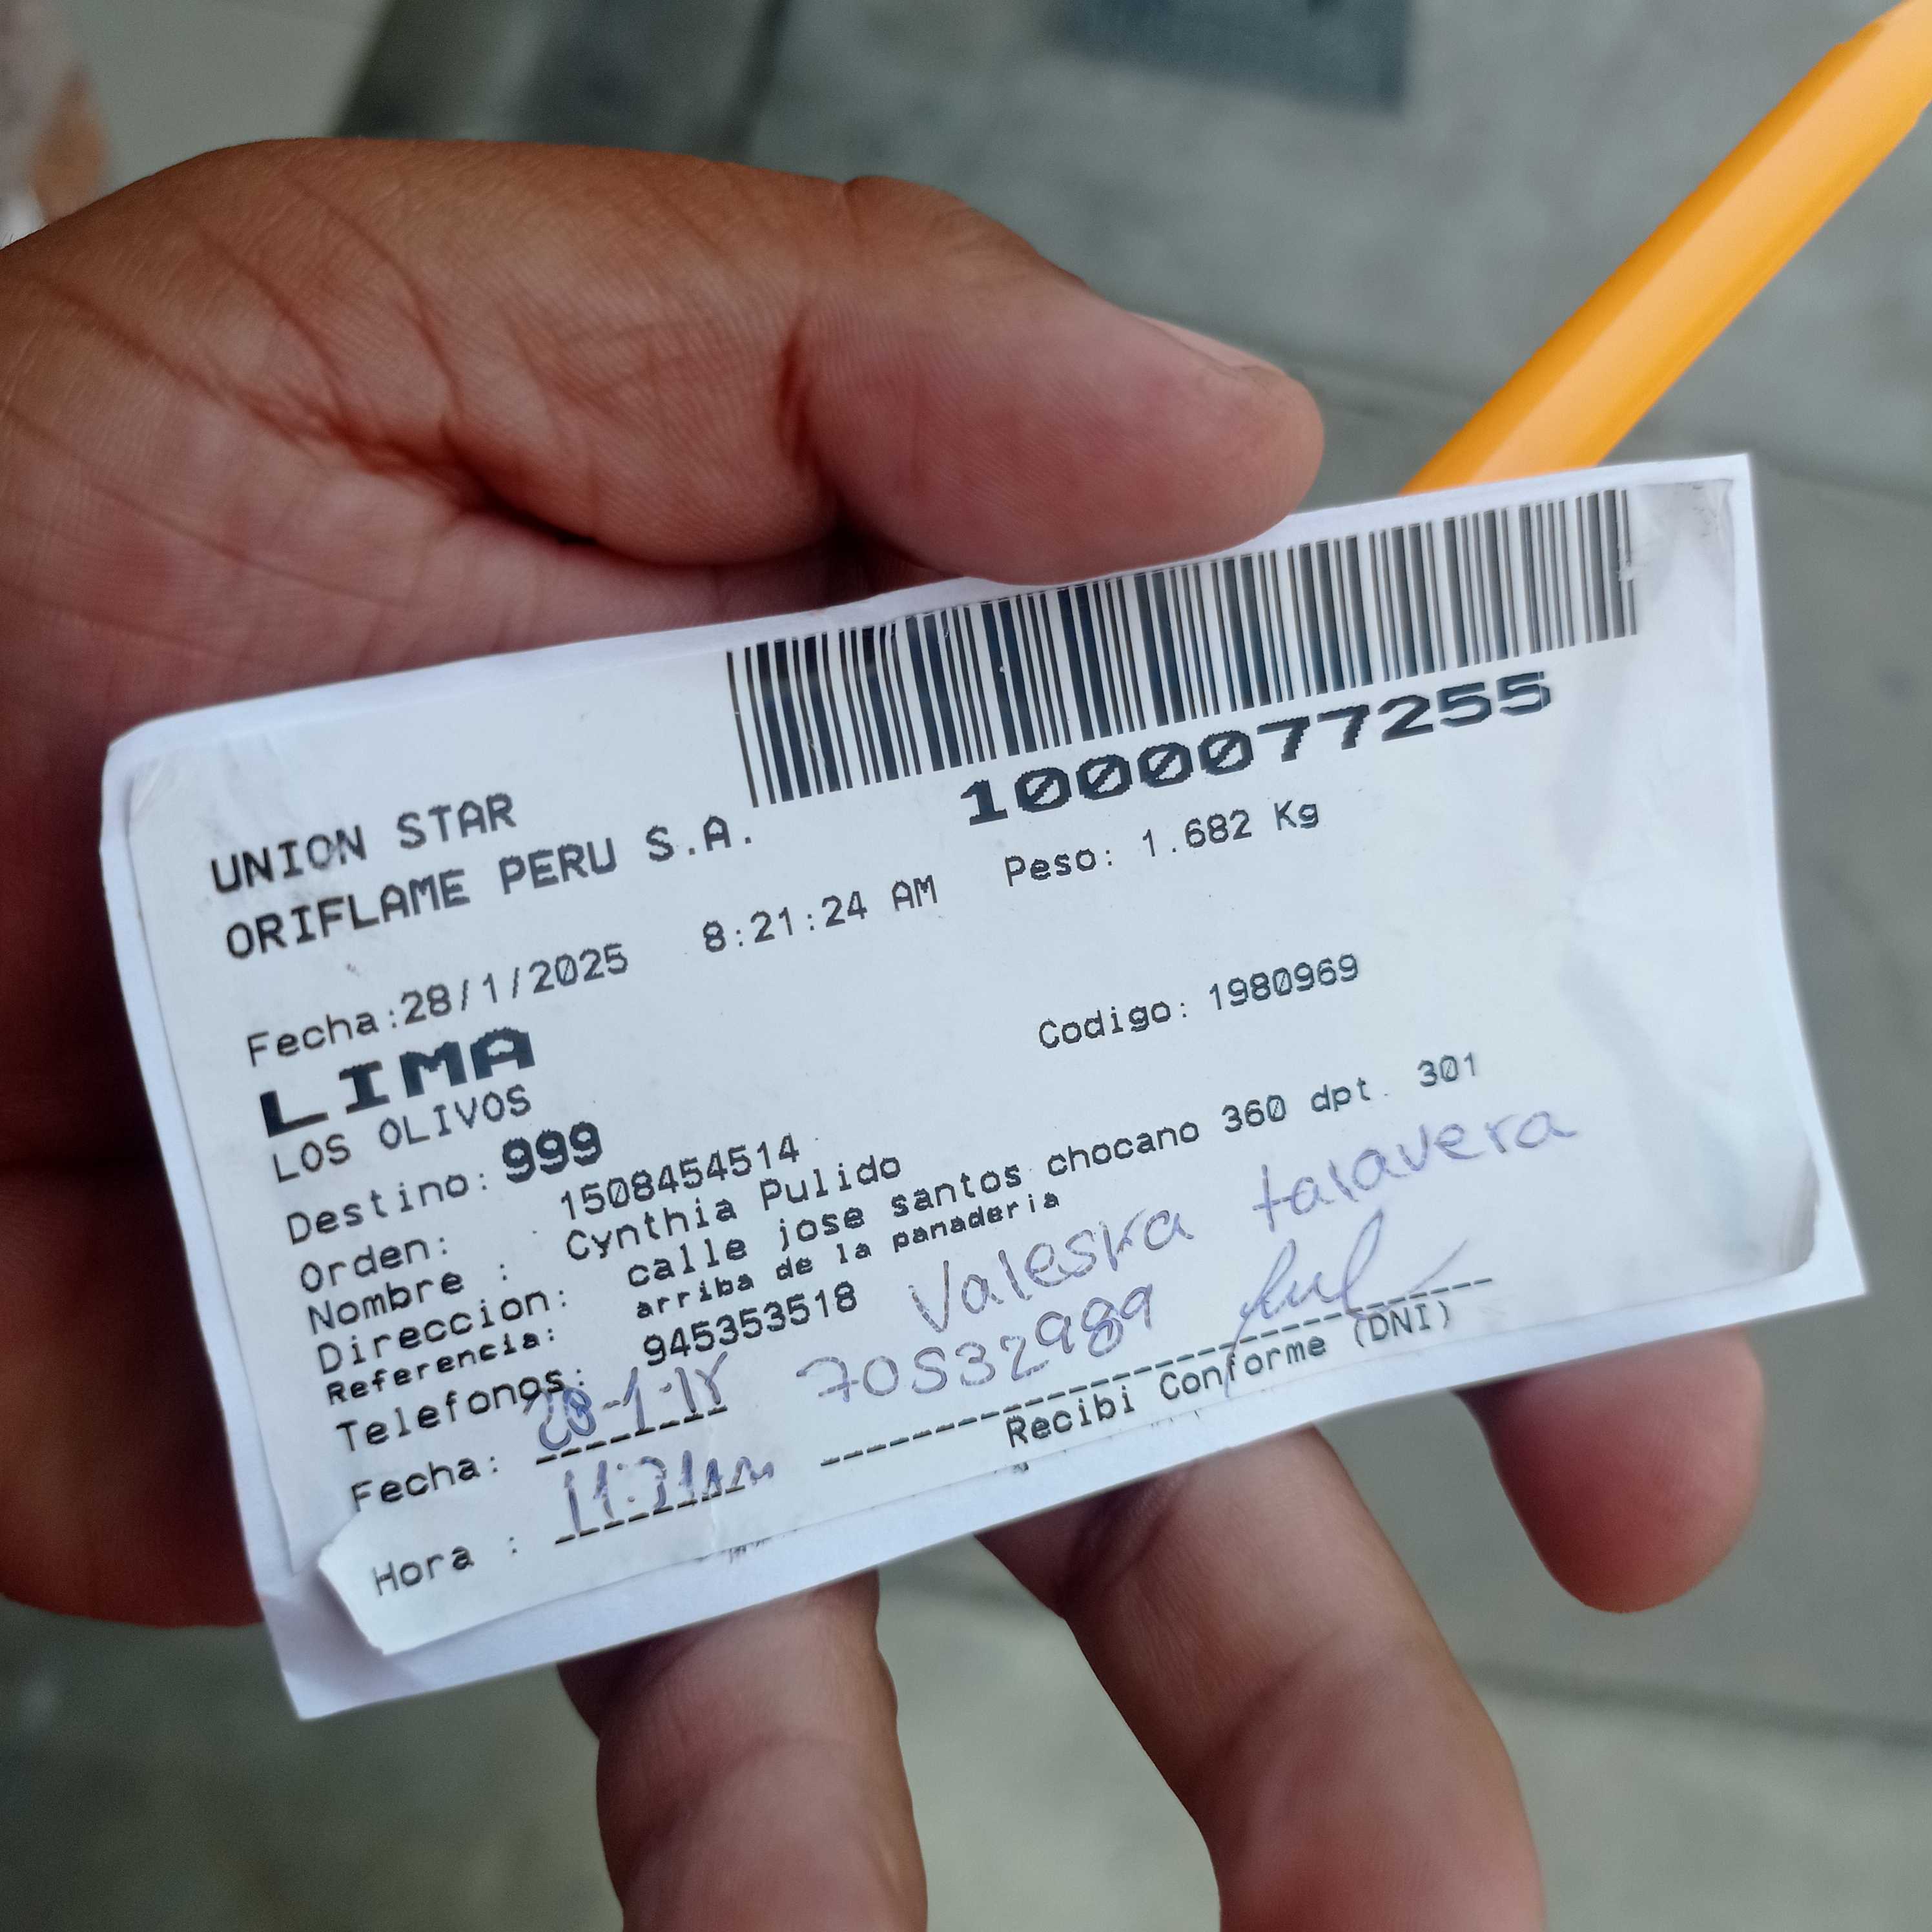 1000077255
UNION STAR
ORIFLAME PERU S.A.
Fecha:28/1/2025 8:21:24 AM Peso: 1.682 Kg
LIMA
LOS OLIVOS Codigo: 1980969
Destino: 999
Orden: 1508454514
Nombre : Cynthia Pulido
Direccion: calle jose santos chocano 360 dpt. 301
Referencia: arriba de la panaderia
Telefonos: 945353518 Valeska talavera
Fecha: 70532989
Hora : Recibi Conforme (DNI)